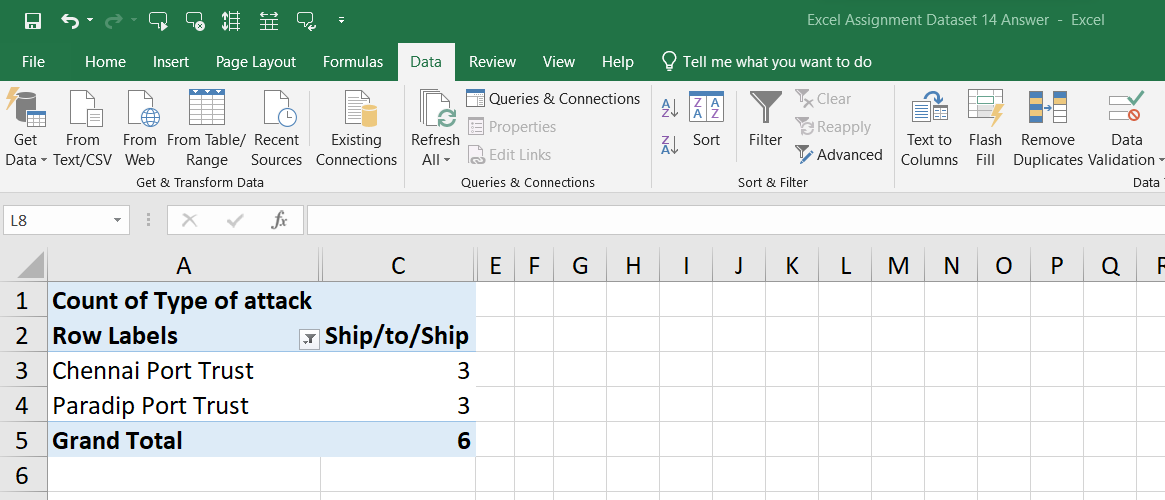 Excel Assignment Dataset 14 Answer - Excel
File Home Insert Page Layout Formulas Data Review View Help Tell me what you want to do
Get Data
From Text/CSV
From Web
From Table/ Range
Recent Sources
Existing Connections
Refresh All
Queries & Connections
Properties
Edit Links
Sort
Filter
Clear
Reapply
Advanced
Text to Columns
Flash Fill
Remove Duplicates
Data Validation
Get & Transform Data
Queries & Connections
Sort & Filter
Data
L8
fx
A C E F G H I J K L M N O P Q R
1 Count of Type of attack
2 Row Labels Ship/to/Ship
3 Chennai Port Trust 3
4 Paradip Port Trust 3
5 Grand Total 6
6